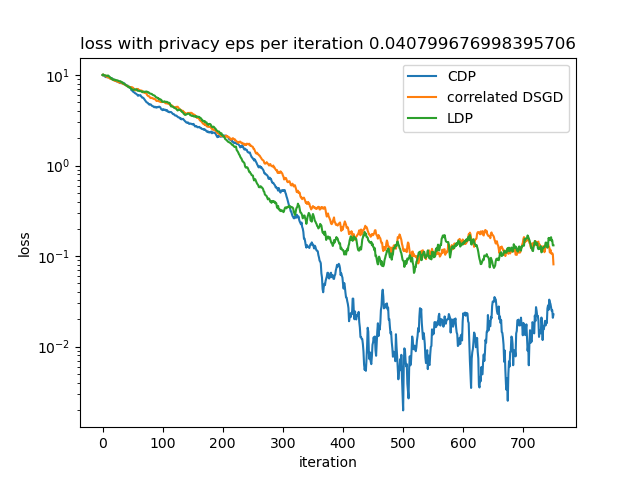 loss with privacy eps per iteration 0.040799676998395706
CDP
correlated DSGD
LDP
10¹
10⁰
10⁻¹
10⁻²
loss
0 100 200 300 400 500 600 700
iteration